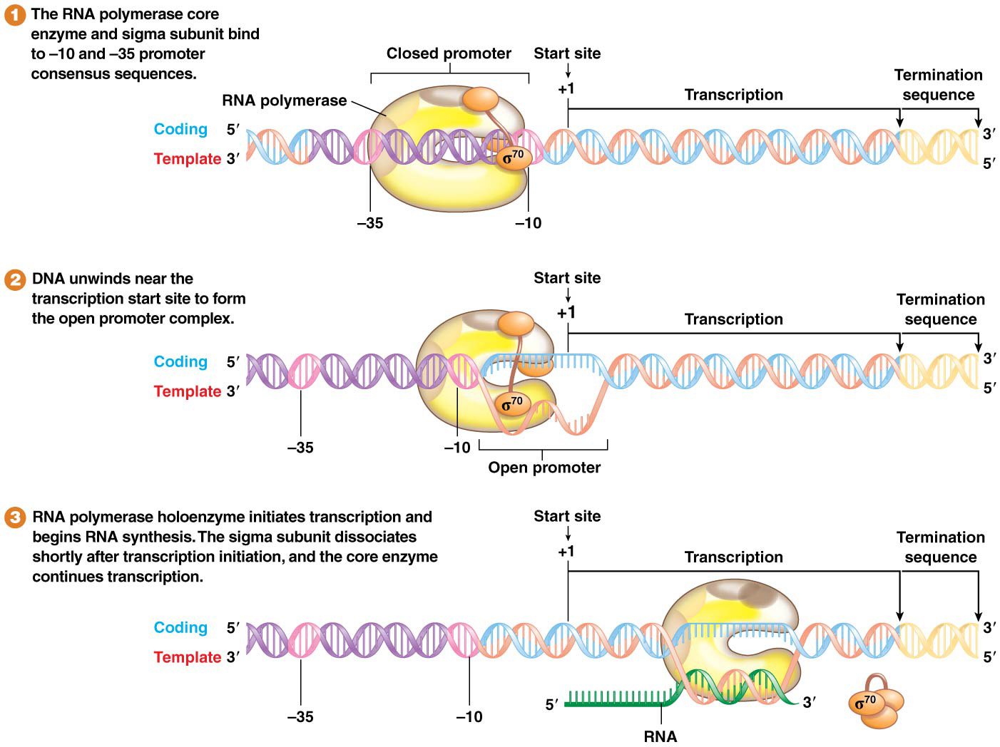 1 The RNA polymerase core
enzyme and sigma subunit bind
to –10 and –35 promoter
consensus sequences.
Closed promoter
Start site
+1
Transcription
Termination
sequence
RNA polymerase
Coding 5′
3′
Template 3′
σ70
5′
–35
–10
2 DNA unwinds near the
transcription start site to form
the open promoter complex.
Start site
+1
Transcription
Termination
sequence
Coding 5′
3′
Template 3′
5′
σ70
–35
–10
Open promoter
3 RNA polymerase holoenzyme initiates transcription and
begins RNA synthesis. The sigma subunit dissociates
shortly after transcription initiation, and the core enzyme
continues transcription.
Start site
+1
Transcription
Termination
sequence
Coding 5′
3′
Template 3′
5′
5′
3′
σ70
–35
–10
RNA